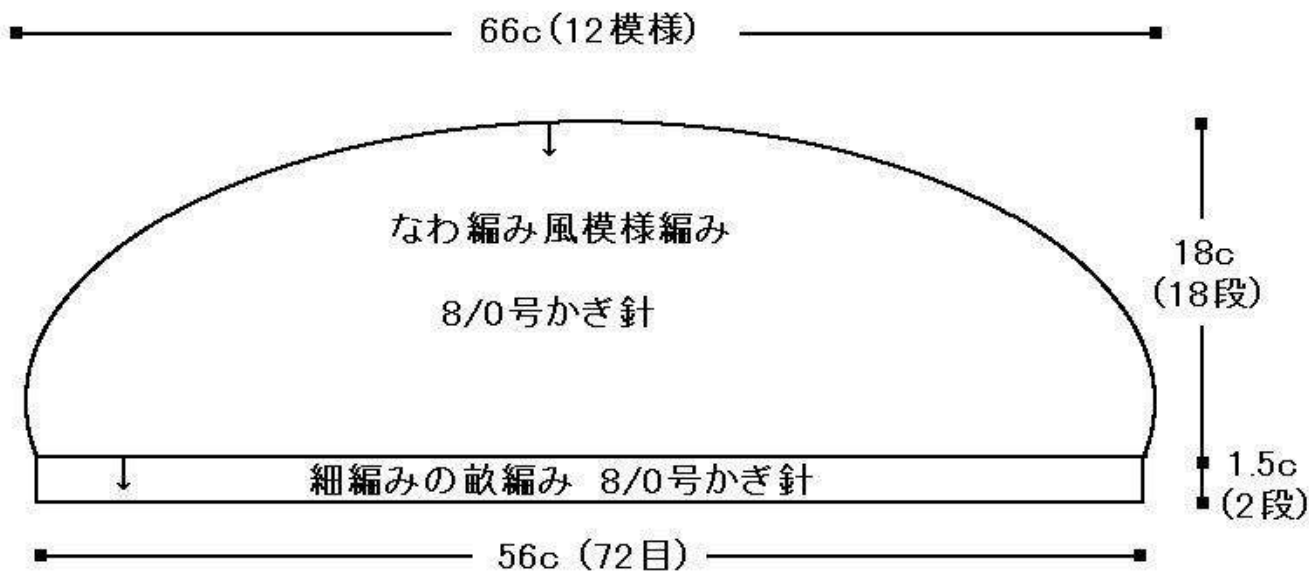 66c(12模様)
なわ編み風模様編み
8/0号かぎ針
18c
(18段)
細編みの畝編み 8/0号かぎ針
1.5c
(2段)
56c (72目)